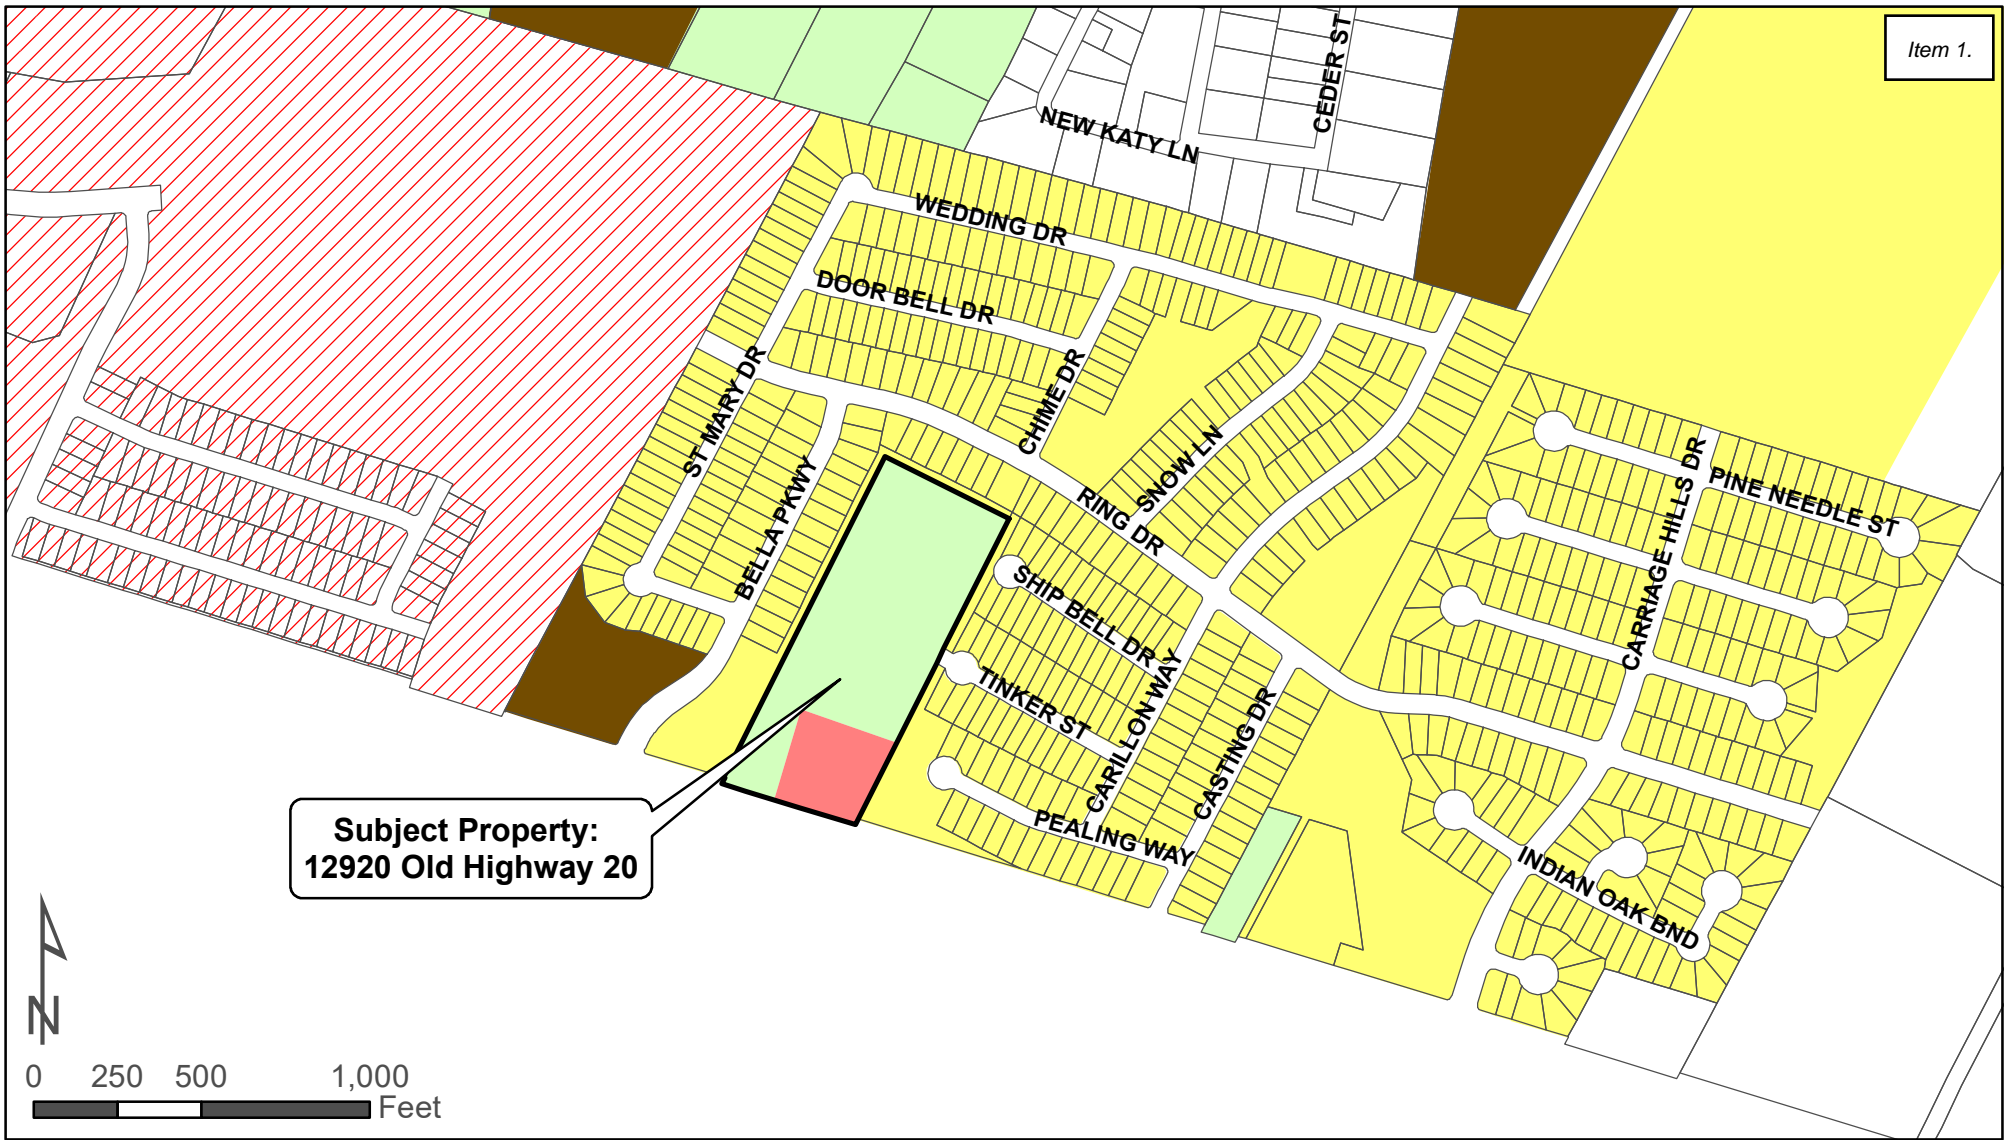 Item 1.
CEDER ST
NEW KATY LN
WEDDING DR
DOOR BELL DR
ST MARY DR
CHIME DR
SNOW LN
BELLA PKWY
RING DR
CARRIAGE HILLS DR
PINE NEEDLE ST
SHIP BELL DR
TINKER ST
CARILLON WAY
CASTING DR
PEALING WAY
INDIAN OAK BND
Subject Property:
12920 Old Highway 20
N
0 250 500 1,000
Feet